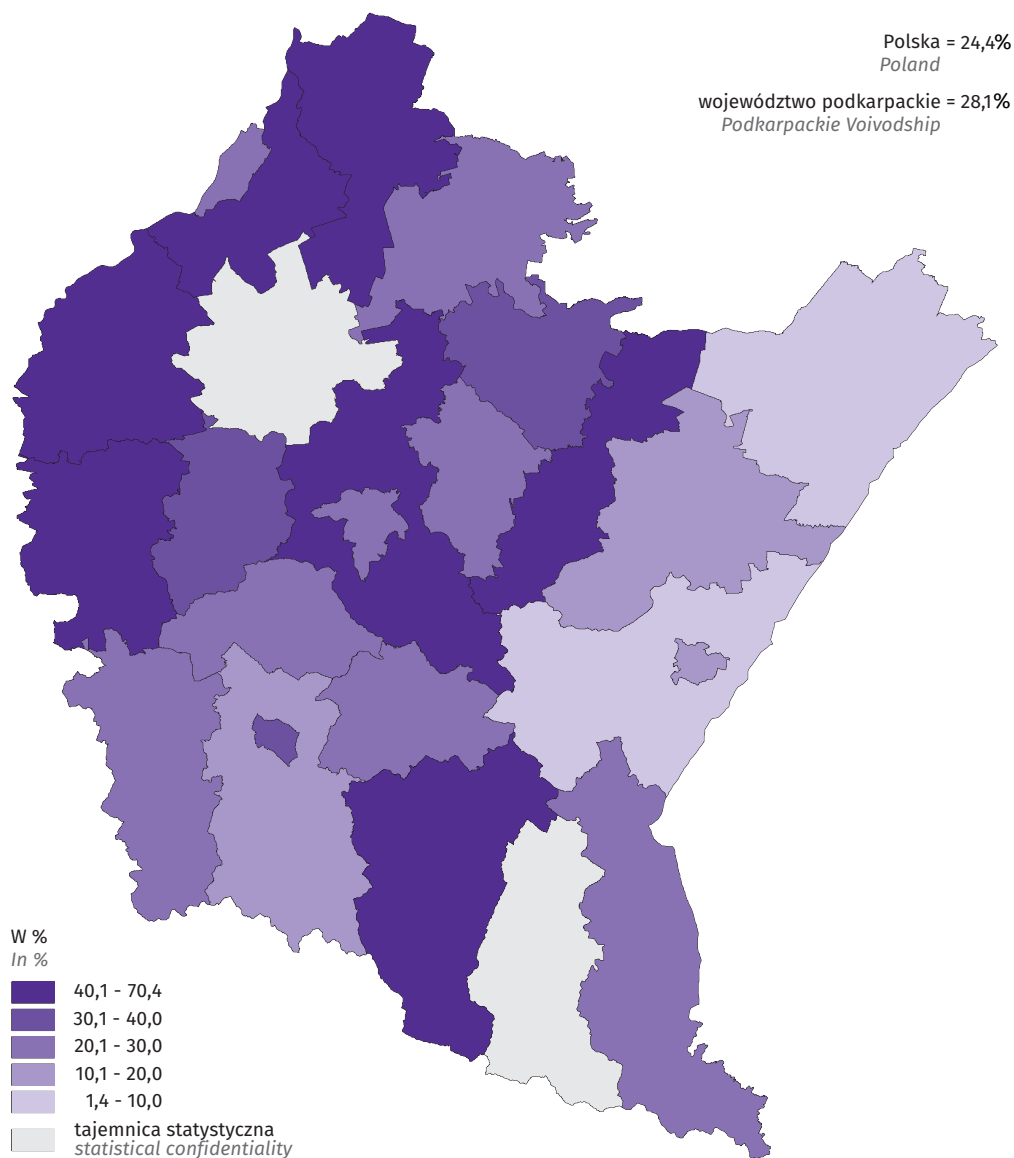 Polska = 24,4%
Poland
województwo podkarpackie = 28,1%
Podkarpackie Voivodship
W %
In %
40,1 - 70,4
30,1 - 40,0
20,1 - 30,0
10,1 - 20,0
1,4 - 10,0
tajemnica statystyczna
statistical confidentiality